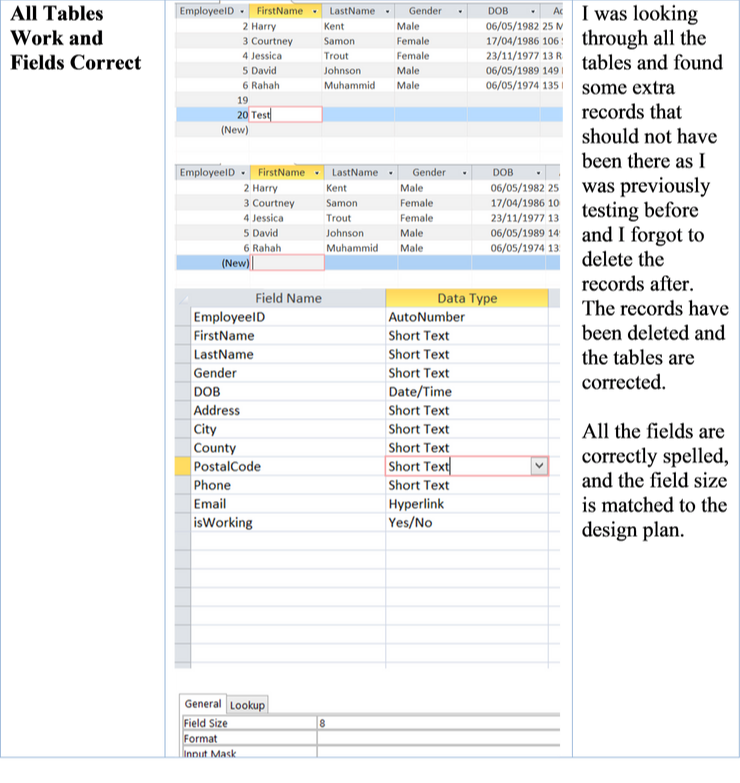 All Tables
Work and
Fields Correct
EmployeeID FirstName LastName Gender DOB
2 Harry Kent Male 06/05/1982 25
3 Courtney Samon Female 17/04/1986 106
4 Jessica Trout Female 23/11/1977 13 R
5 David Johnson Male 06/05/1989 149
6 Rahah Muhammid Male 06/05/1974 135
19
20 Test
(New)
EmployeeID FirstName LastName Gender DOB
2 Harry Kent Male 06/05/1982 25
3 Courtney Samon Female 17/04/1986 10
4 Jessica Trout Female 23/11/1977 13
5 David Johnson Male 06/05/1989 14
6 Rahah Muhammid Male 06/05/1974 13
(New)
Field Name Data Type
EmployeeID AutoNumber
FirstName Short Text
LastName Short Text
Gender Short Text
DOB Date/Time
Address Short Text
City Short Text
County Short Text
PostalCode Short Text
Phone Short Text
Email Hyperlink
isWorking Yes/No
General Lookup
Field Size 8
Format
Input Mask
I was looking
through all the
tables and found
some extra
records that
should not have
been there as I
was previously
testing before
and I forgot to
delete the
records after.
The records have
been deleted and
the tables are
corrected.
All the fields are
correctly spelled,
and the field size
is matched to the
design plan.